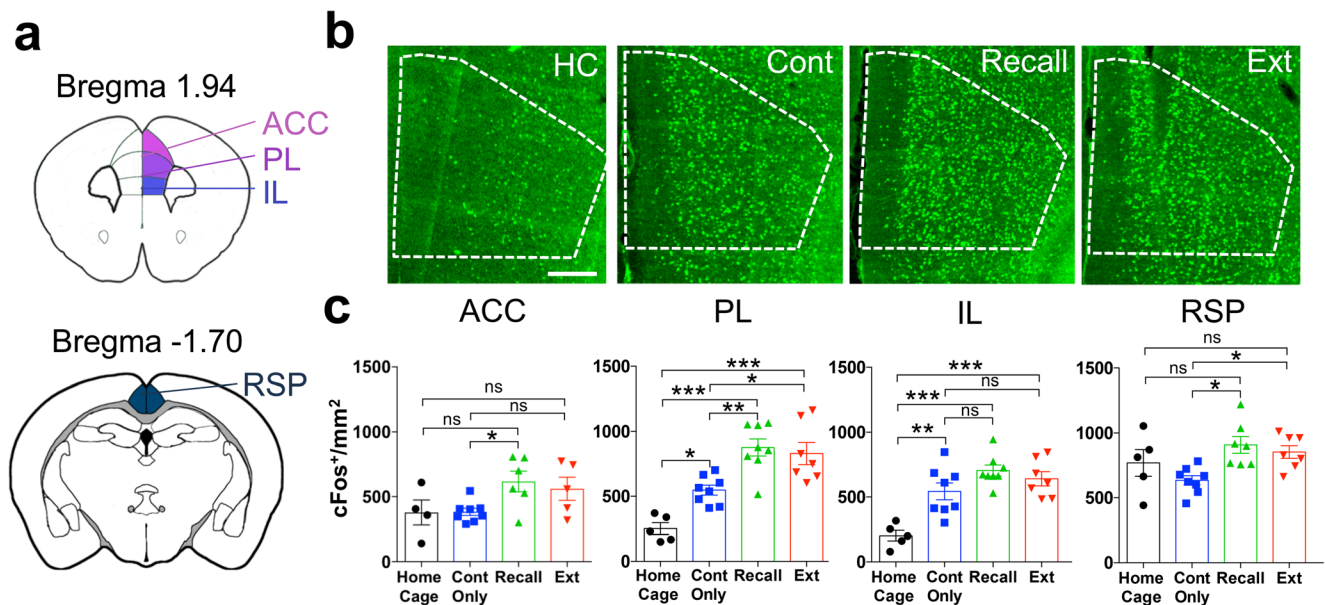 a
Bregma 1.94
ACC
PL
IL
Bregma -1.70
RSP
b
HC
Cont
Recall
Ext
c
ACC
PL
IL
RSP
cFos+/mm2
1500
1000
500
0
ns
ns
ns
*
Home Cage
Cont Only
Recall
Ext
1500
1000
500
0
***
***
*
**
*
Home Cage
Cont Only
Recall
Ext
1500
1000
500
0
***
***
ns
ns
**
Home Cage
Cont Only
Recall
Ext
1500
1000
500
0
ns
ns
*
*
Home Cage
Cont Only
Recall
Ext